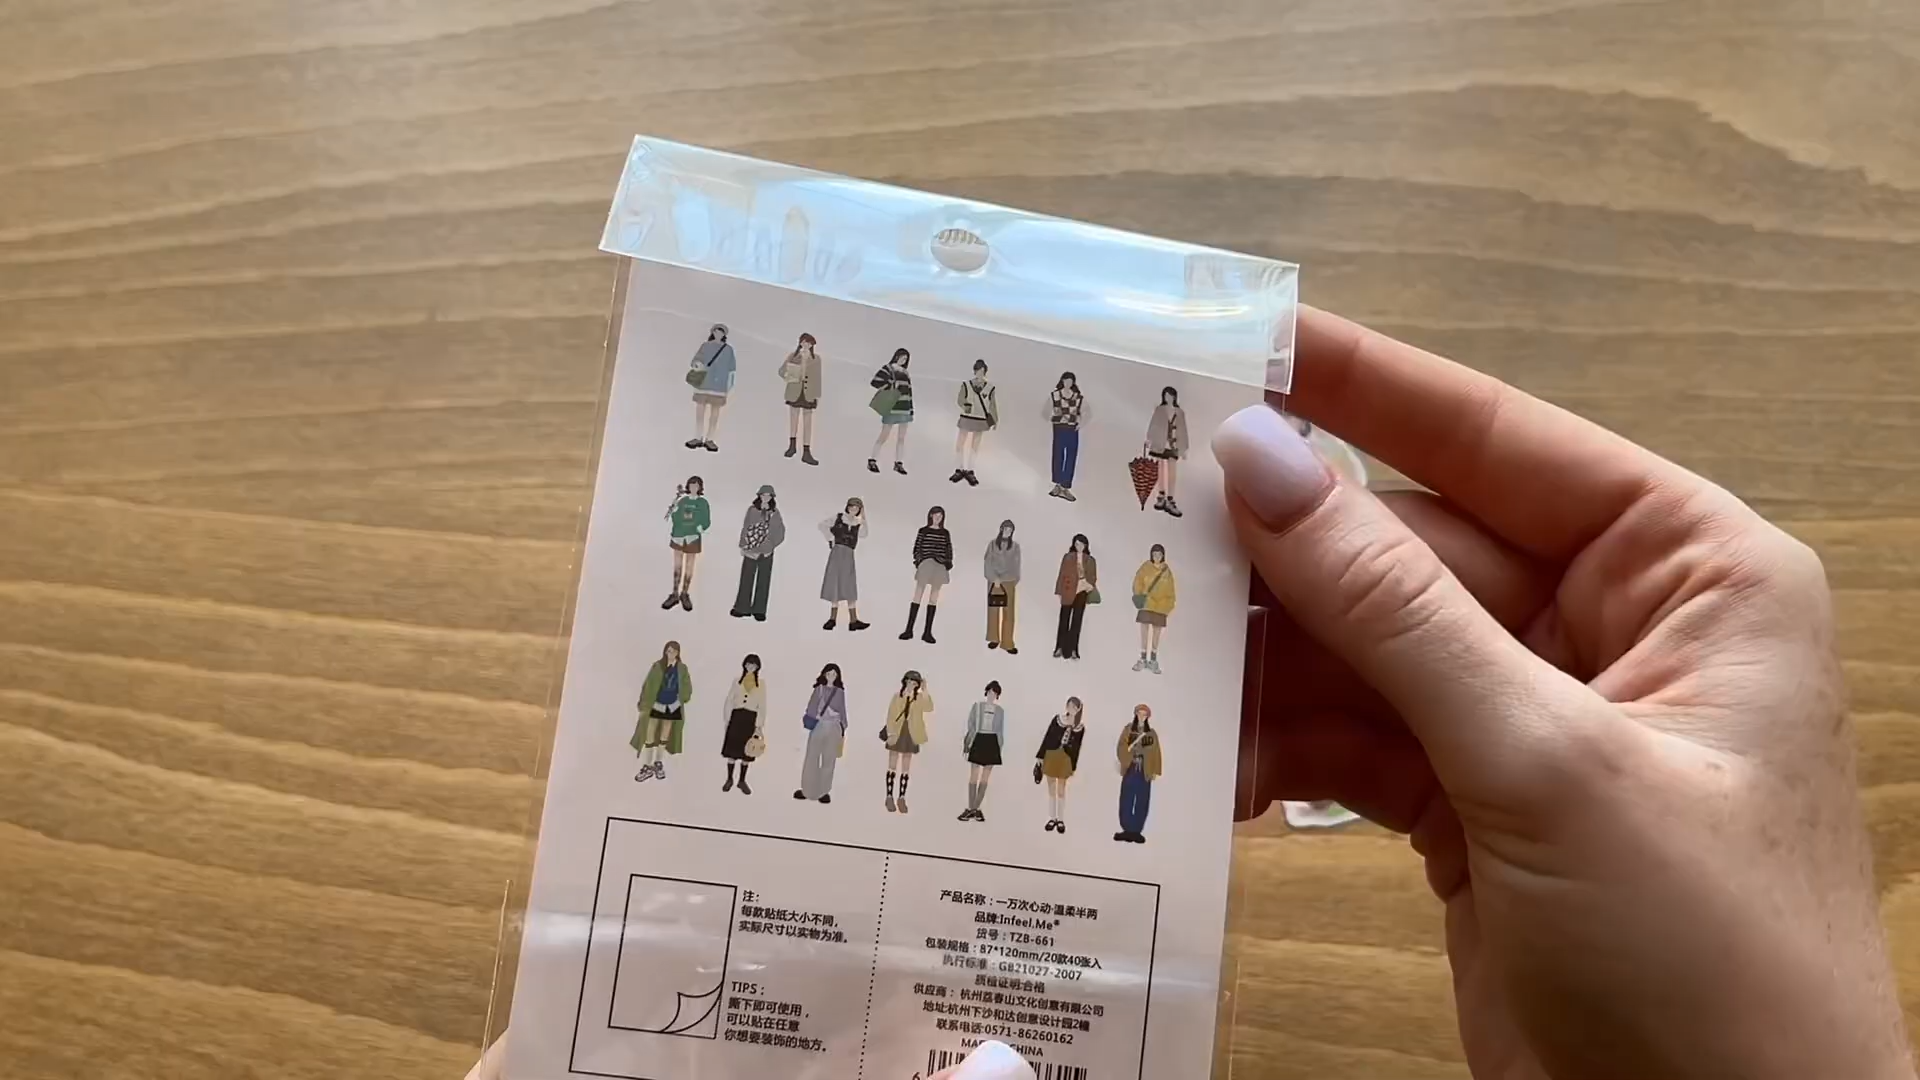 注:
每款贴纸大小不同,
实际尺寸以实物为准。
TIPS:
撕下即可使用,
可以贴在任意
你想要装饰的地方。
产品名称:一万次心动·温柔半两
品牌:Infeel.Me®
货号:TZB-661
包装规格:87*120mm/20款40张入
执行标准:GB21027-2007
质检证明:合格
供应商:杭州荔春山文化创意有限公司
地址:杭州下沙和达创意设计园2幢
联系电话:0571-86260162
CHINA
6